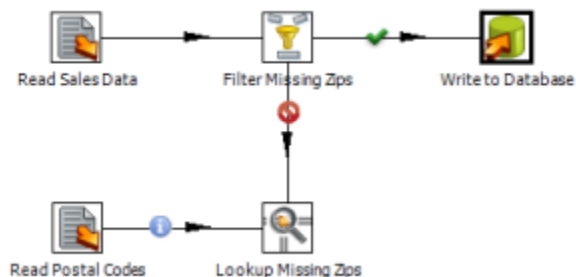 Read Sales Data
Filter Missing Zips
Write to Database
Read Postal Codes
Lookup Missing Zips